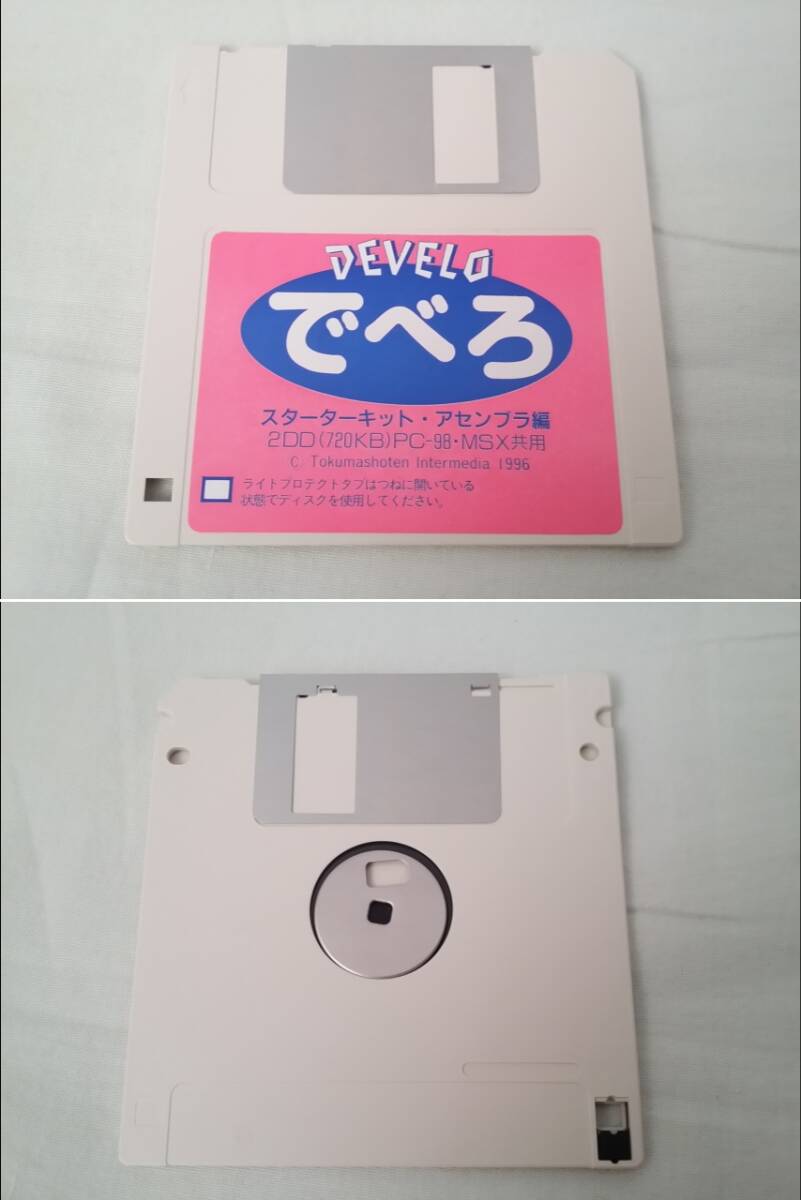 DEVELO
でべろ
スターターキット・アセンブラ編
2DD(720KB)PC-98・MSX共用
C Tokumashoten Intermedia 1996
ライトプロテクトタブはつねに開いている
状態でディスクを使用してください。